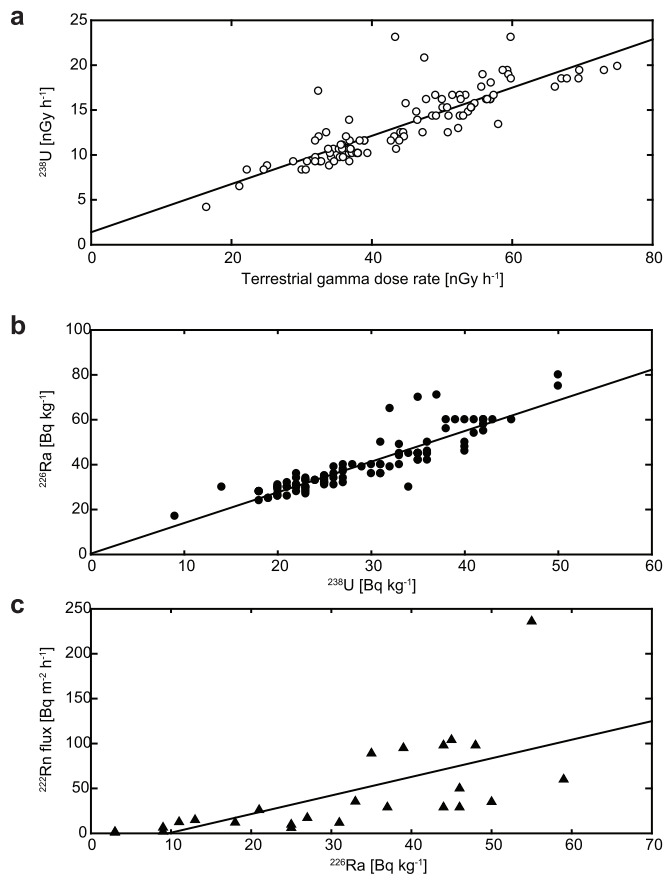 a
25
20
15
10
5
0
²³⁸U [nGy h⁻¹]
0 20 40 60 80
Terrestrial gamma dose rate [nGy h⁻¹]
b
100
80
60
40
20
0
²²⁶Ra [Bq kg⁻¹]
0 10 20 30 40 50 60
²³⁸U [Bq kg⁻¹]
c
250
200
150
100
50
0
²²²Rn flux [Bq m⁻² h⁻¹]
0 10 20 30 40 50 60 70
²²⁶Ra [Bq kg⁻¹]